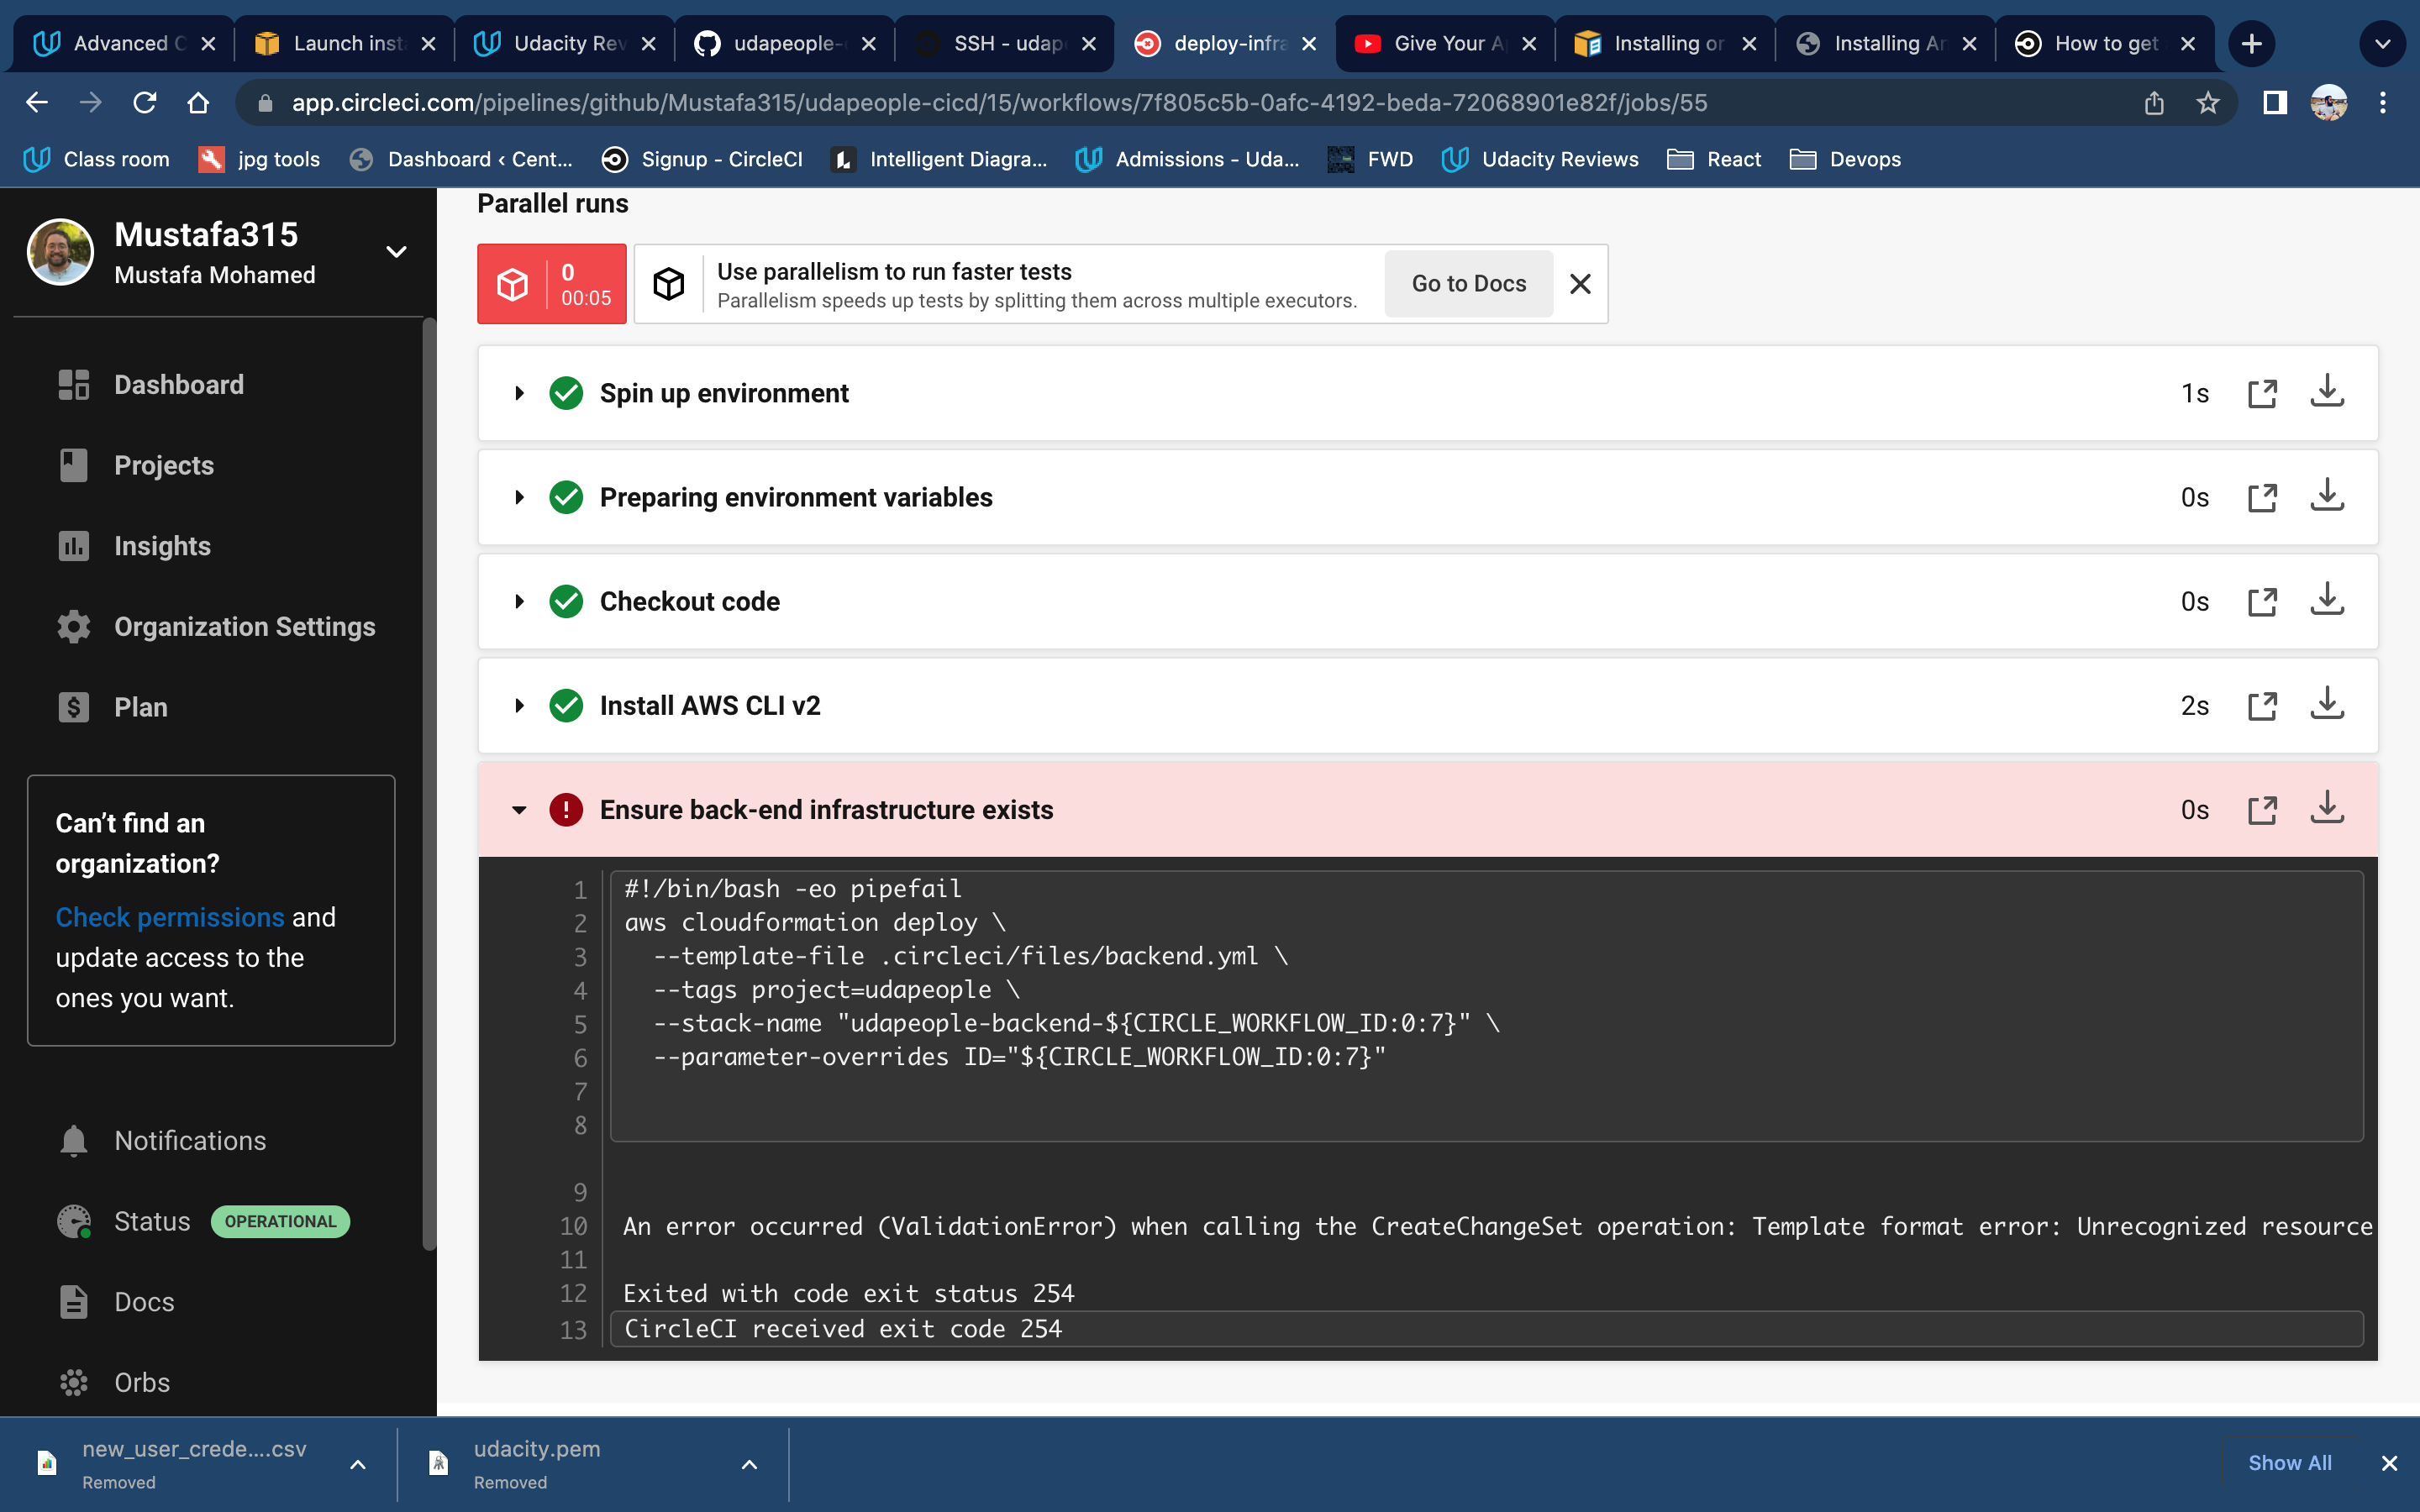 Advanced C
Launch inst
Udacity Rev
udapeople-
SSH - udap
deploy-infra
Give Your A
Installing or
Installing An
How to get
app.circleci.com/pipelines/github/Mustafa315/udapeople-cicd/15/workflows/7f805c5b-0afc-4192-beda-72068901e82f/jobs/55
Class room
jpg tools
Dashboard ‹ Cent...
Signup - CircleCI
Intelligent Diagra...
Admissions - Uda...
FWD
Udacity Reviews
React
Devops
Mustafa315
Mustafa Mohamed
Dashboard
Projects
Insights
Organization Settings
Plan
Can't find an
organization?
Check permissions and
update access to the
ones you want.
Notifications
Status OPERATIONAL
Docs
Orbs
Parallel runs
0
00:05
Use parallelism to run faster tests
Parallelism speeds up tests by splitting them across multiple executors.
Go to Docs
Spin up environment 1s
Preparing environment variables 0s
Checkout code 0s
Install AWS CLI v2 2s
Ensure back-end infrastructure exists 0s
1 #!/bin/bash -eo pipefail
2 aws cloudformation deploy \
3 --template-file .circleci/files/backend.yml \
4 --tags project=udapeople \
5 --stack-name "udapeople-backend-${CIRCLE_WORKFLOW_ID:0:7}" \
6 --parameter-overrides ID="${CIRCLE_WORKFLOW_ID:0:7}"
7
8
9
10 An error occurred (ValidationError) when calling the CreateChangeSet operation: Template format error: Unrecognized resource
11
12 Exited with code exit status 254
13 CircleCI received exit code 254
new_user_crede....csv
Removed
udacity.pem
Removed
Show All